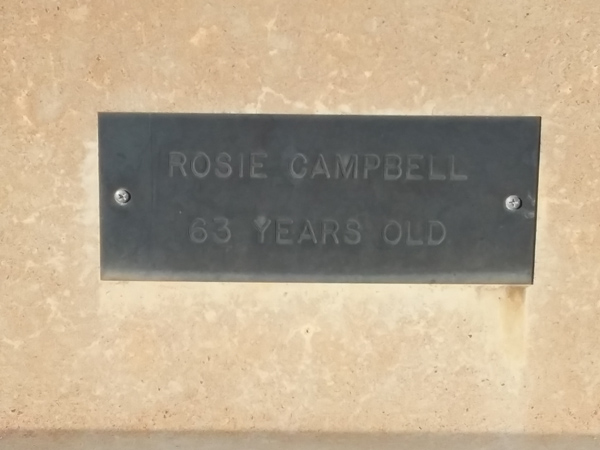 ROSIE CAMPBELL
63 YEARS OLD